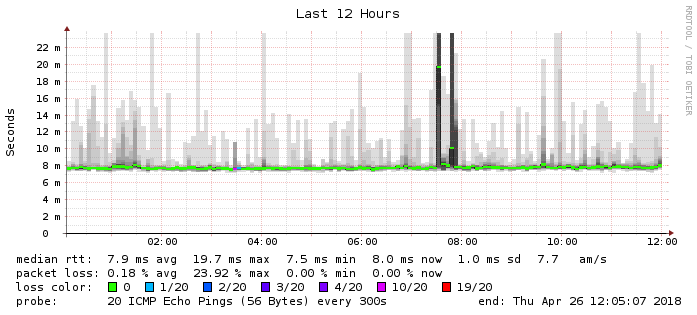 Last 12 Hours
RRDTOOL / TOBI OETIKER
Seconds
22 m
20 m
18 m
16 m
14 m
12 m
10 m
8 m
6 m
4 m
2 m
0
02:00 04:00 06:00 08:00 10:00 12:00
median rtt: 7.9 ms avg 19.7 ms max 7.5 ms min 8.0 ms now 1.0 ms sd 7.7 am/s
packet loss: 0.18 % avg 23.92 % max 0.00 % min 0.00 % now
loss color: 0 1/20 2/20 3/20 4/20 10/20 19/20
probe: 20 ICMP Echo Pings (56 Bytes) every 300s end: Thu Apr 26 12:05:07 2018